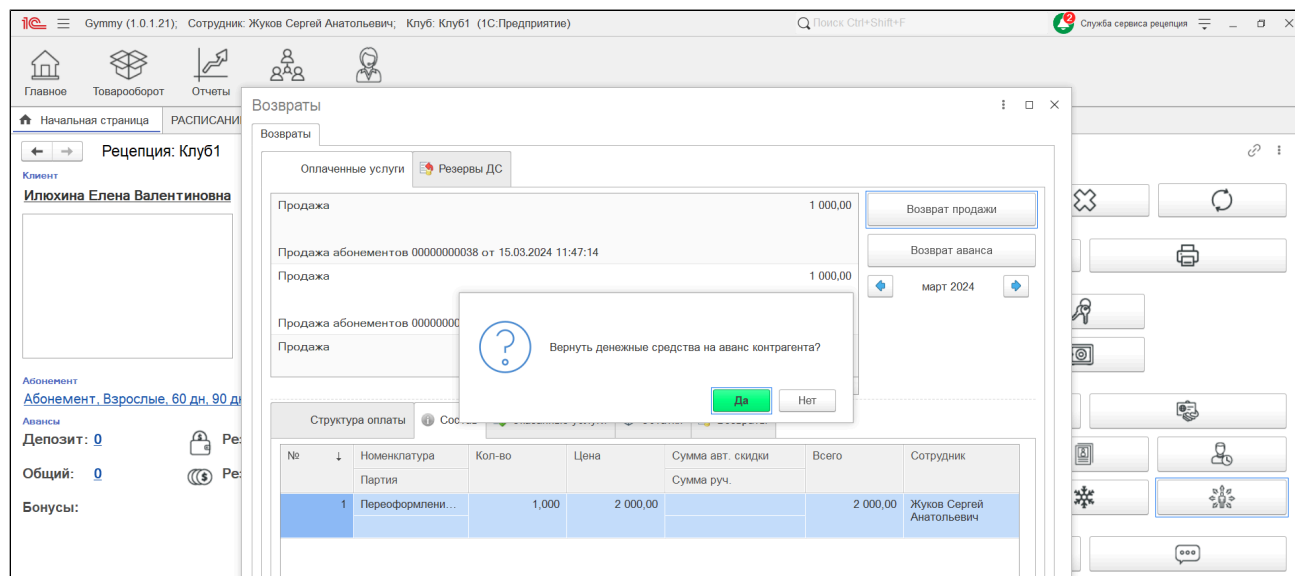 Gymmy (1.0.1.21); Сотрудник: Жуков Сергей Анатольевич; Клуб: Клуб1 (1С:Предприятие)
Поиск Ctrl+Shift+F
2
Служба сервиса рецепция
Главное
Товарооборот
Отчеты
Начальная страница
РАСПИСАНИ
Возвраты
Возвраты
Рецепция: Клуб1
Оплаченные услуги
Резервы ДС
Клиент
Илюхина Елена Валентиновна
Продажа 1 000,00
Возврат продажи
Продажа абонементов 00000000038 от 15.03.2024 11:47:14
Возврат аванса
Продажа 1 000,00
март 2024
Продажа абонементов 0000000
Вернуть денежные средства на аванс контрагента?
Продажа
Да
Нет
Абонемент
Абонемент, Взрослые, 60 дн, 90 д
Авансы
Депозит: 0
Ре
Общий: 0
Ре
Бонусы:
Структура оплаты
№ ↓ Номенклатура Кол-во Цена Сумма авт. скидки Всего Сотрудник
Партия Сумма руч.
1 Переоформлени... 1,000 2 000,00 2 000,00 Жуков Сергей
Анатольевич